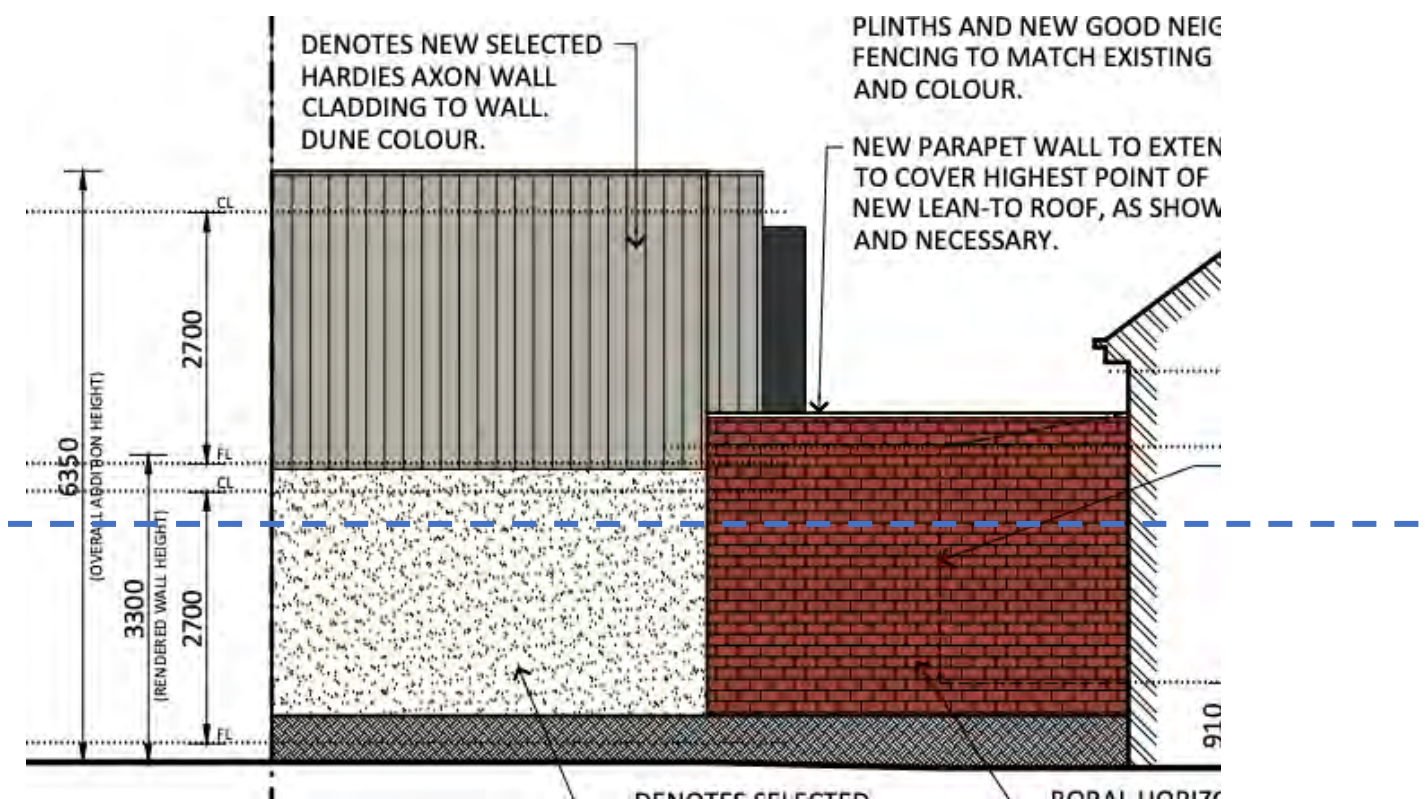 DENOTES NEW SELECTED
HARDIES AXON WALL
CLADDING TO WALL.
DUNE COLOUR.
PLINTHS AND NEW GOOD NEIG
FENCING TO MATCH EXISTING
AND COLOUR.
NEW PARAPET WALL TO EXTEN
TO COVER HIGHEST POINT OF
NEW LEAN-TO ROOF, AS SHOW
AND NECESSARY.
CL
2700
FL
CL
6350
(OVERALL ADDITION HEIGHT)
3300
(RENDERED WALL HEIGHT)
2700
FL
910
DENOTES SELECTED
BORAL HORIZO